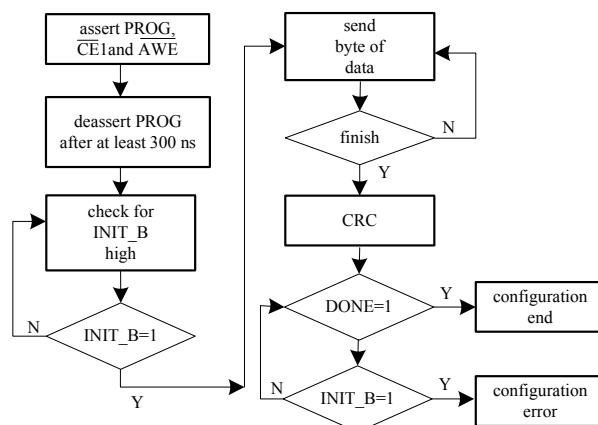 assert PROG,
CE1and AWE
deassert PROG
after at least 300 ns
check for
INIT_B
high
N
INIT_B=1
Y
send
byte of
data
finish
N
Y
CRC
DONE=1
Y
configuration
end
N
INIT_B=1
Y
configuration
error